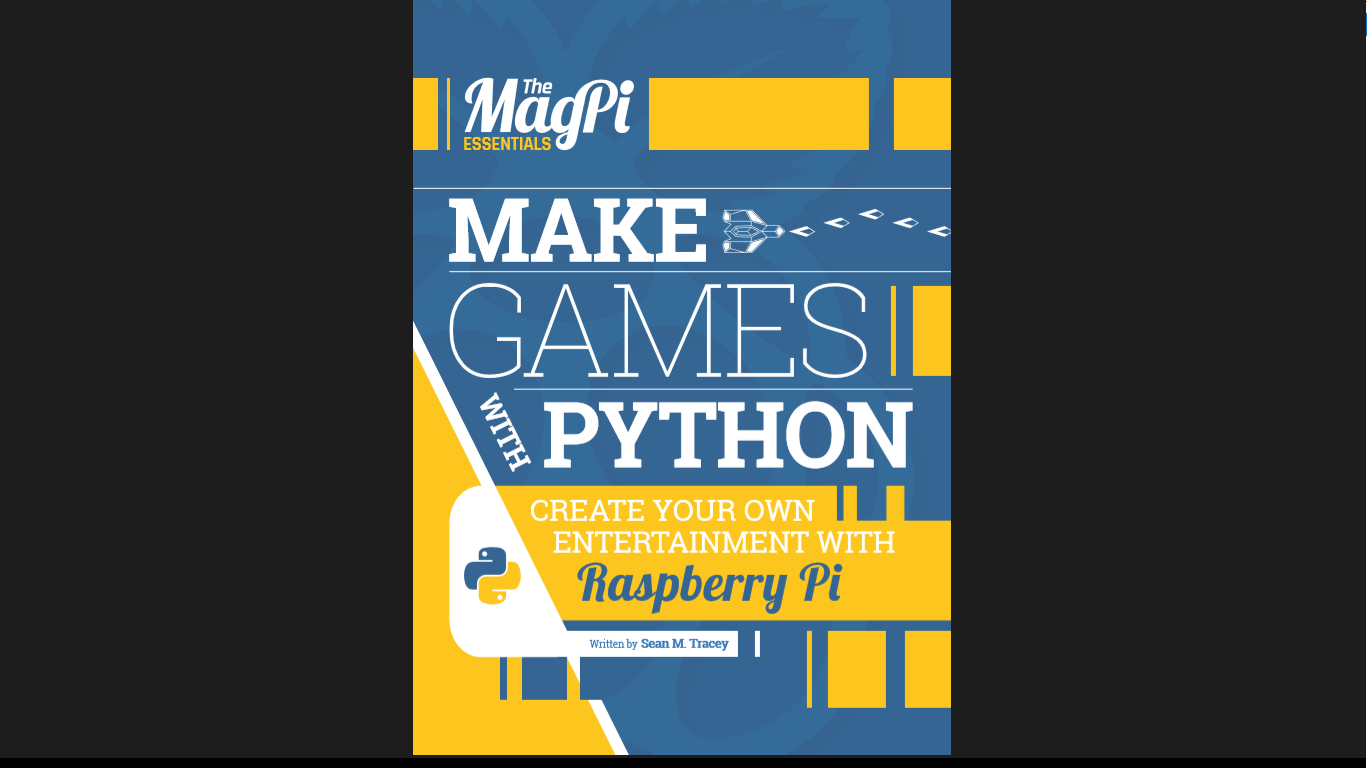 The
MagPi
ESSENTIALS
MAKE
GAMES
WITH
PYTHON
CREATE YOUR OWN
ENTERTAINMENT WITH
Raspberry Pi
Written by Sean M. Tracey